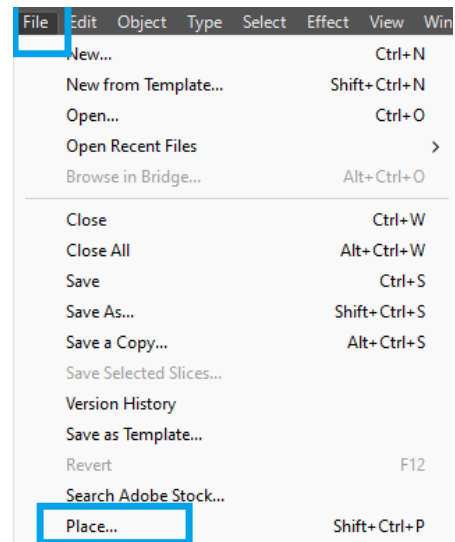 File Edit Object Type Select Effect View Win
New... Ctrl+N
New from Template... Shift+Ctrl+N
Open... Ctrl+O
Open Recent Files >
Browse in Bridge... Alt+Ctrl+O
Close Ctrl+W
Close All Alt+Ctrl+W
Save Ctrl+S
Save As... Shift+Ctrl+S
Save a Copy... Alt+Ctrl+S
Save Selected Slices...
Version History
Save as Template...
Revert F12
Search Adobe Stock...
Place... Shift+Ctrl+P